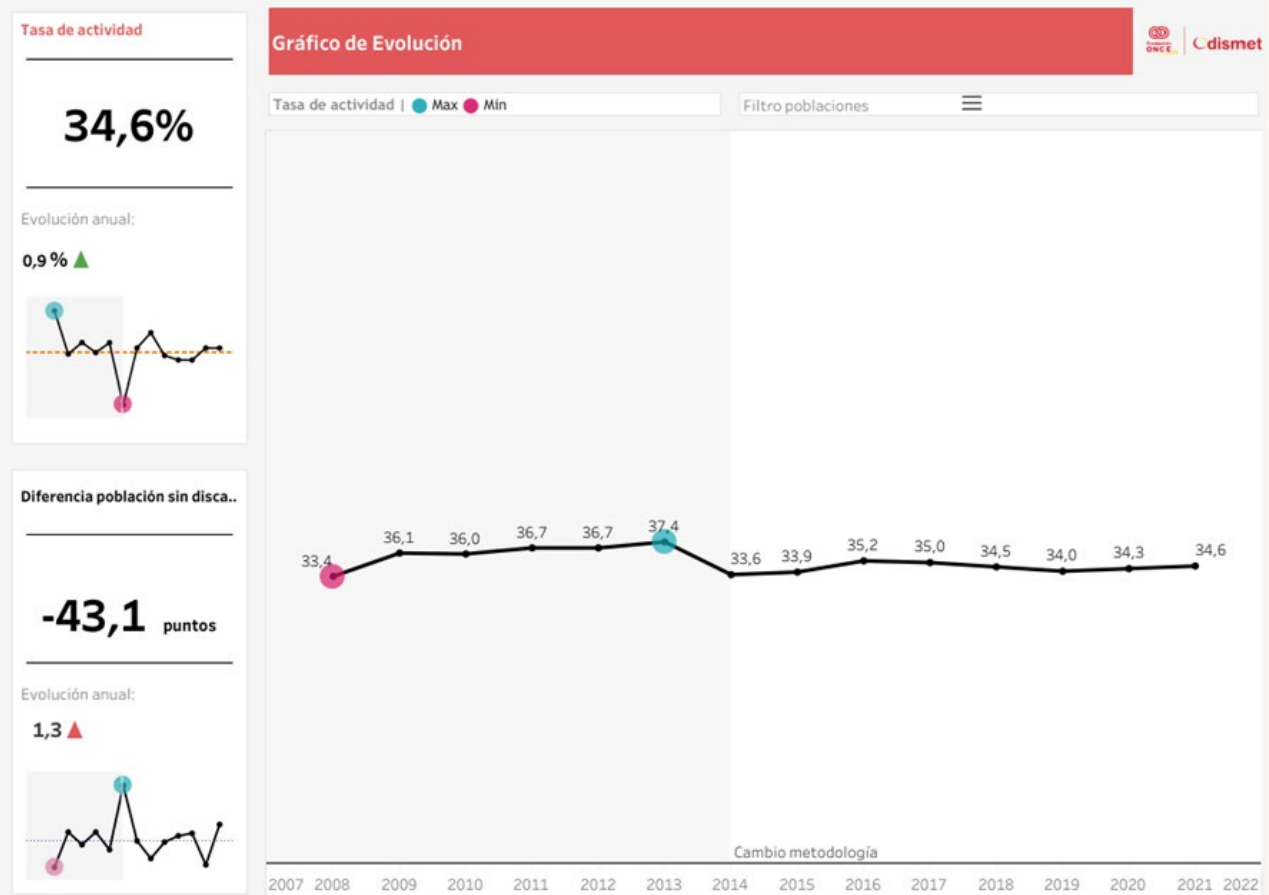 Tasa de actividad
34,6%
Evolución anual:
0,9 %
Diferencia población sin disca..
-43,1 puntos
Evolución anual:
1,3
Gráfico de Evolución
Fundación
ONCE
Odismet
Tasa de actividad | Max Min
Filtro poblaciones
33,4 36,1 36,0 36,7 36,7 37,4 33,6 33,9 35,2 35,0 34,5 34,0 34,3 34,6
Cambio metodología
2007 2008 2009 2010 2011 2012 2013 2014 2015 2016 2017 2018 2019 2020 2021 2022